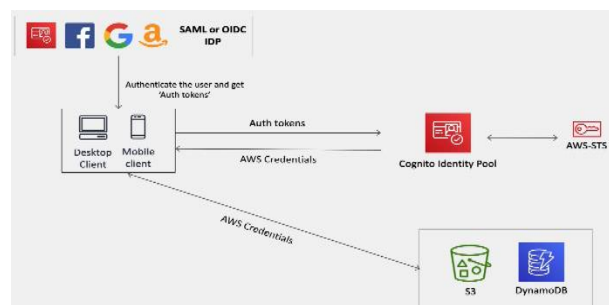 SAML or OIDC
IDP
Authenticate the user and get
'Auth tokens'
Desktop
Client
Mobile
client
Auth tokens
AWS Credentials
Cognito Identity Pool
AWS-STS
AWS Credentials
S3
DynamoDB